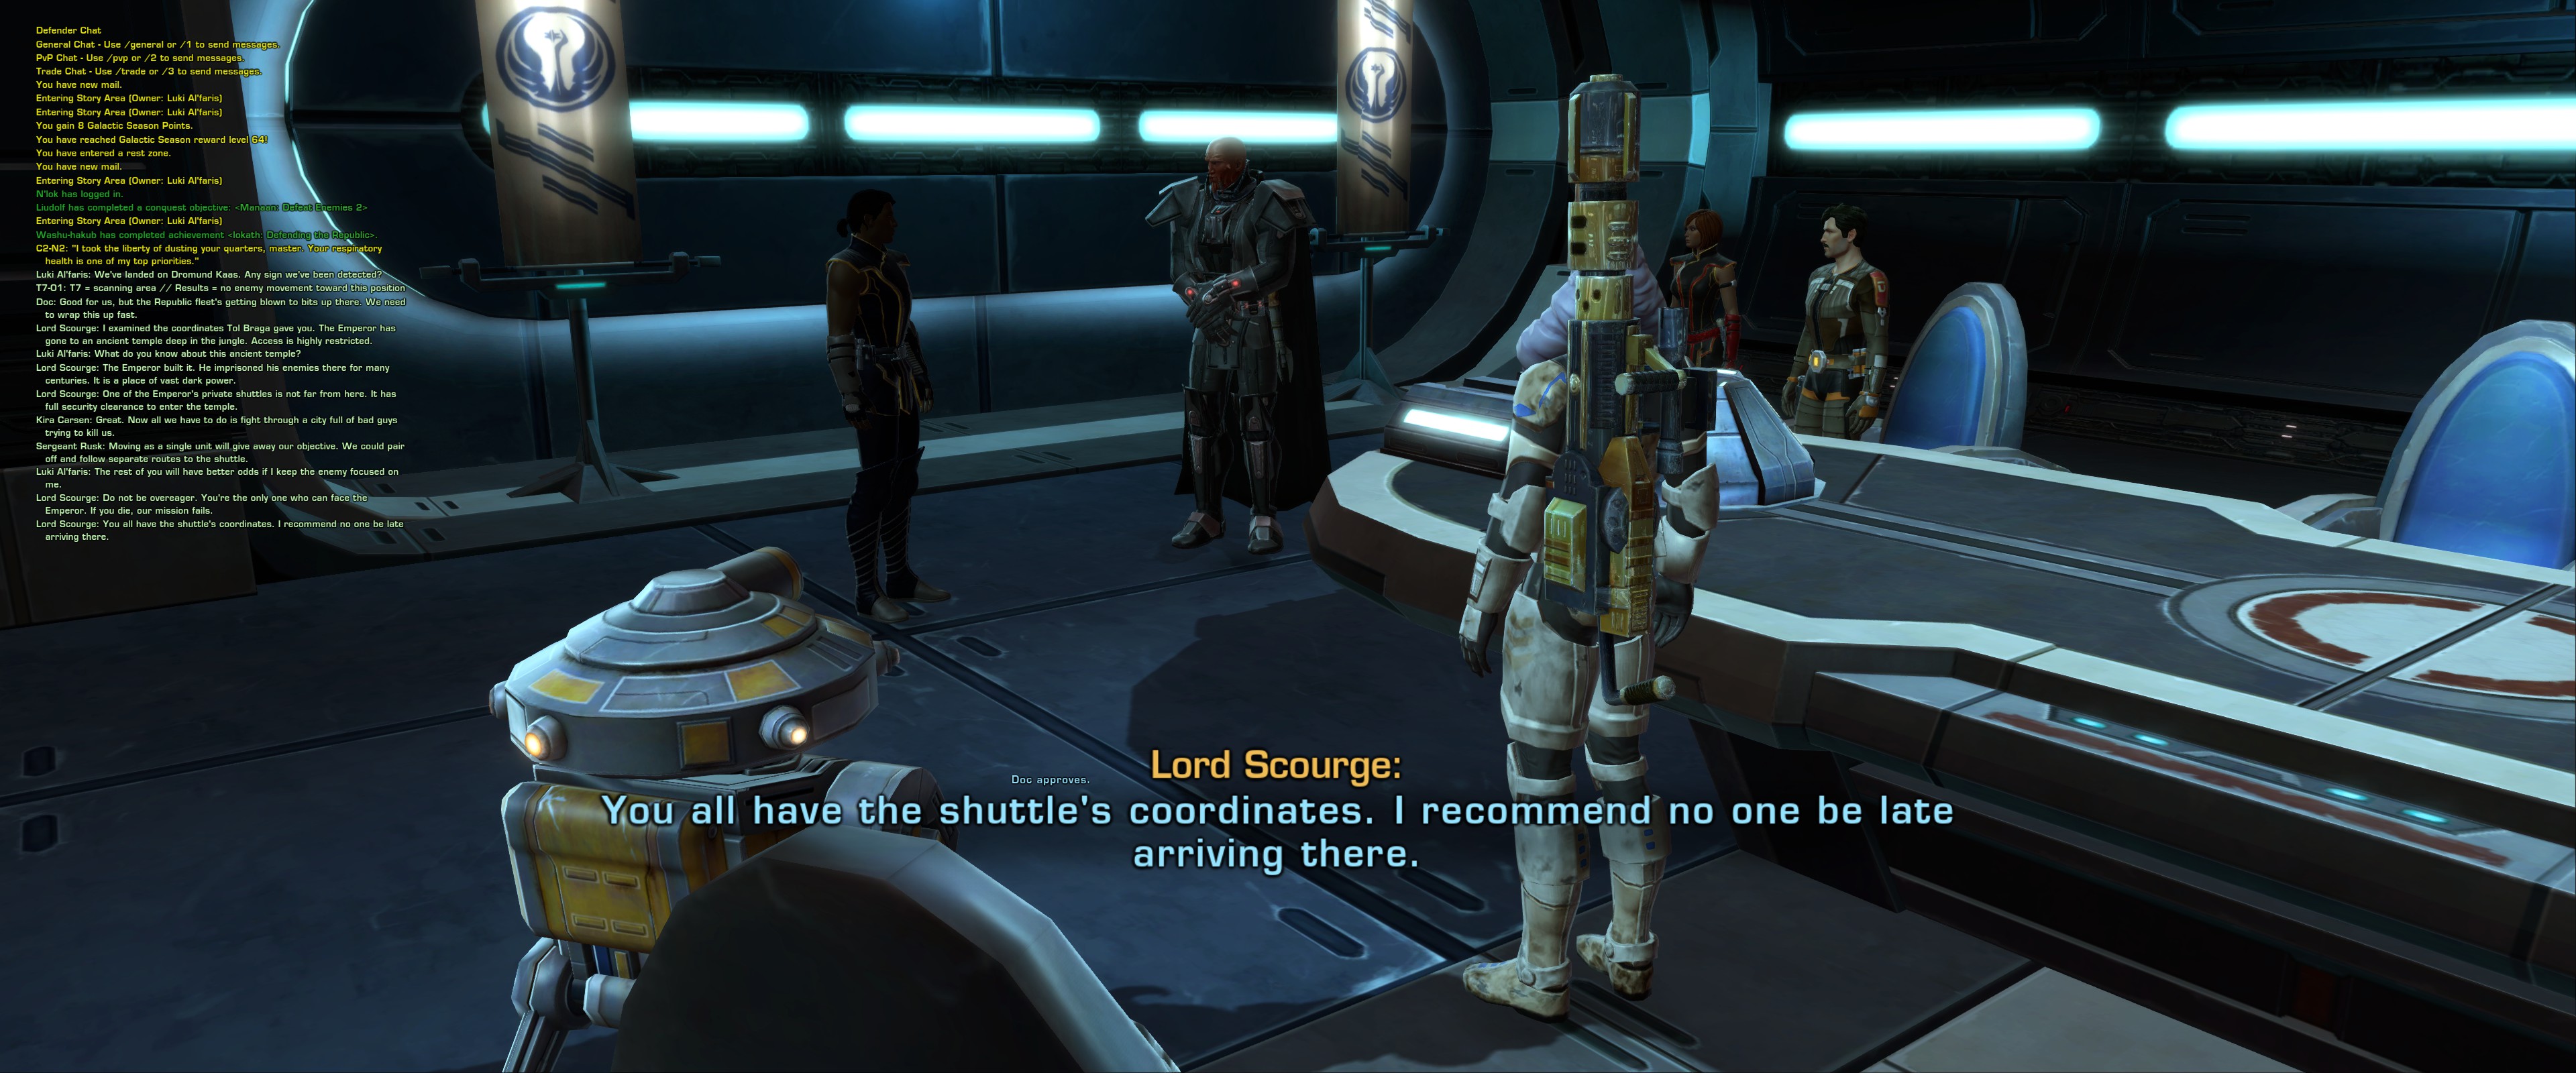 Defender Chat
General Chat - Use /general or /1 to send messages.
PvP Chat - Use /pvp or /2 to send messages.
Trade Chat - Use /trade or /3 to send messages.
You have new mail.
Entering Story Area (Owner: Luki Al'faris)
Entering Story Area (Owner: Luki Al'faris)
You gain 8 Galactic Season Points.
You have reached Galactic Season reward level 64!
You have entered a rest zone.
You have new mail.
Entering Story Area (Owner: Luki Al'faris)
N'lok has logged in.
Liudolf has completed a conquest objective: <Manaan: Defeat Enemies 2>
Entering Story Area (Owner: Luki Al'faris)
Washu-hakub has completed achievement <Iokath: Defending the Republic>.
C2-N2: "I took the liberty of dusting your quarters, master. Your respiratory
health is one of my top priorities."
Luki Al'faris: We've landed on Dromund Kaas. Any sign we've been detected?
T7-01: T7 = scanning area // Results = no enemy movement toward this position
Doc: Good for us, but the Republic fleet's getting blown to bits up there. We need
to wrap this up fast.
Lord Scourge: I examined the coordinates Tol Braga gave you. The Emperor has
gone to an ancient temple deep in the jungle. Access is highly restricted.
Luki Al'faris: What do you know about this ancient temple?
Lord Scourge: The Emperor built it. He imprisoned his enemies there for many
centuries. It is a place of vast dark power.
Lord Scourge: One of the Emperor's private shuttles is not far from here. It has
full security clearance to enter the temple.
Kira Carsen: Great. Now all we have to do is fight through a city full of bad guys
trying to kill us.
Sergeant Rusk: Moving as a single unit will give away our objective. We could pair
off and follow separate routes to the shuttle.
Luki Al'faris: The rest of you will have better odds if I keep the enemy focused on
me.
Lord Scourge: Do not be overeager. You're the only one who can face the
Emperor. If you die, our mission fails.
Lord Scourge: You all have the shuttle's coordinates. I recommend no one be late
arriving there.
Doc approves.
Lord Scourge:
You all have the shuttle's coordinates. I recommend no one be late
arriving there.